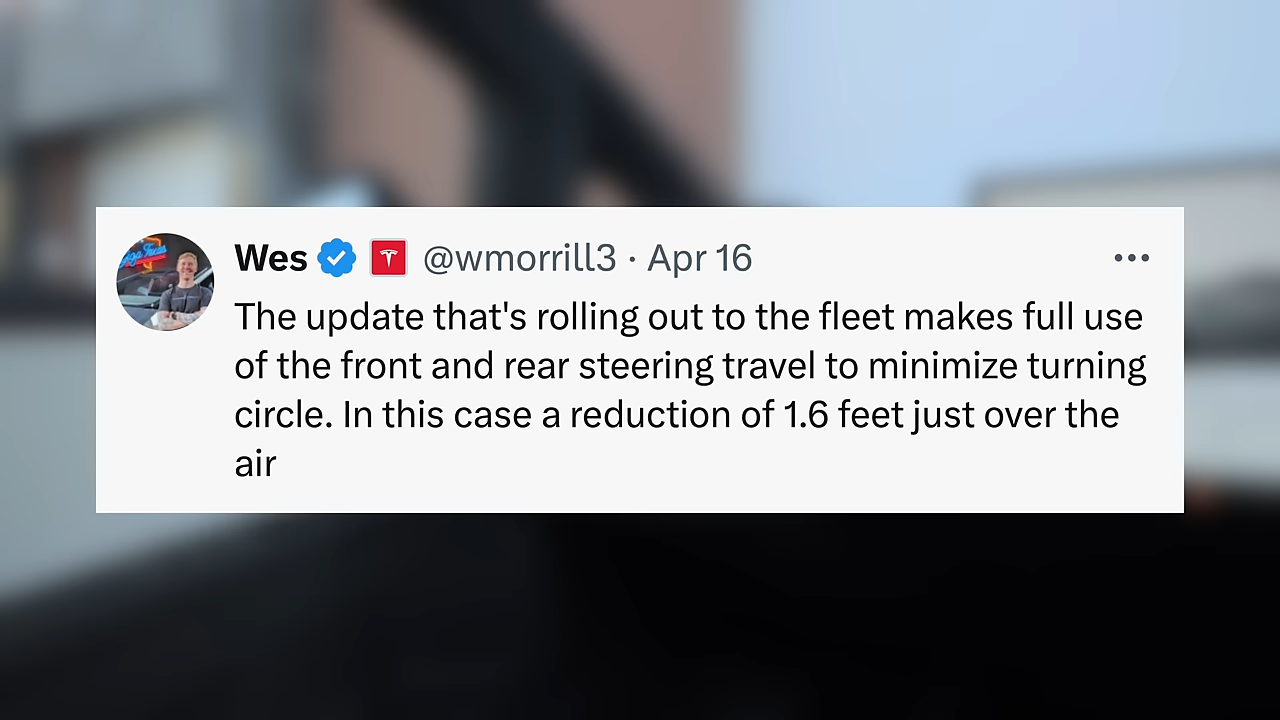 Wes @wmorrill3 · Apr 16
The update that's rolling out to the fleet makes full use
of the front and rear steering travel to minimize turning
circle. In this case a reduction of 1.6 feet just over the
air